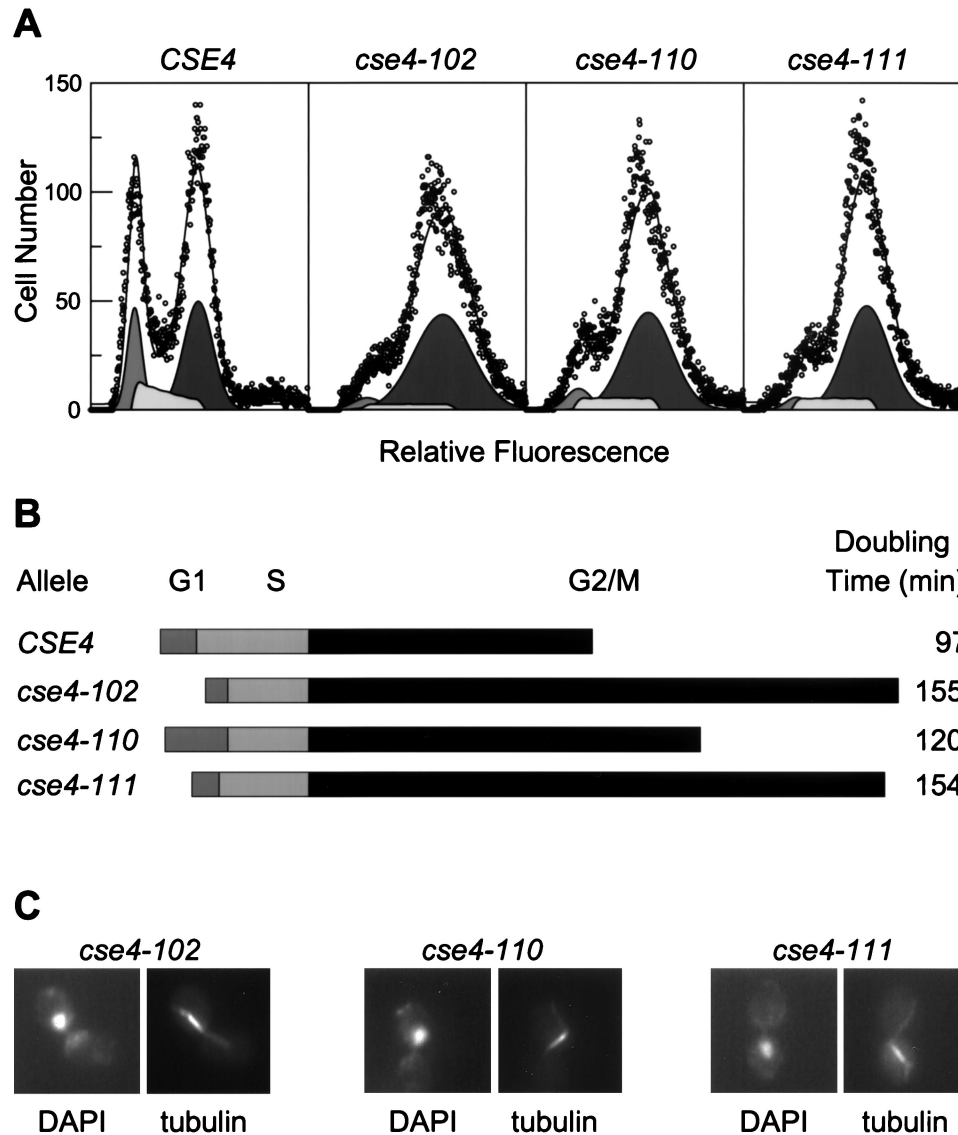 A
CSE4 cse4-102 cse4-110 cse4-111
150
100
50
0
Cell Number
Relative Fluorescence
B
Doubling
Allele G1 S G2/M Time (min)
CSE4 97
cse4-102 155
cse4-110 120
cse4-111 154
C
cse4-102 cse4-110 cse4-111
DAPI tubulin DAPI tubulin DAPI tubulin